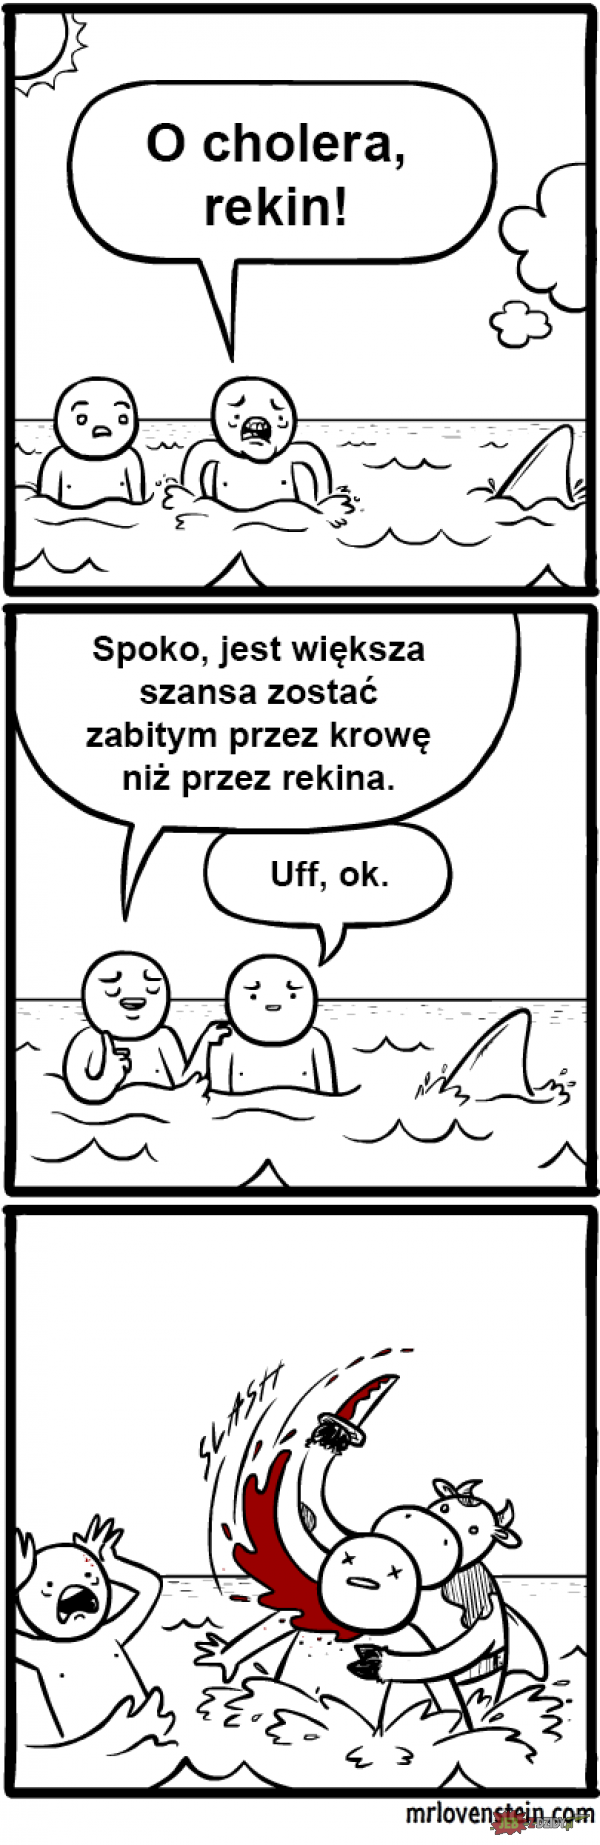 O cholera,
rekin!
Spoko, jest większa
szansa zostać
zabitym przez krowę
niż przez rekina.
Uff, ok.
SLASH
mrlovenstein.com